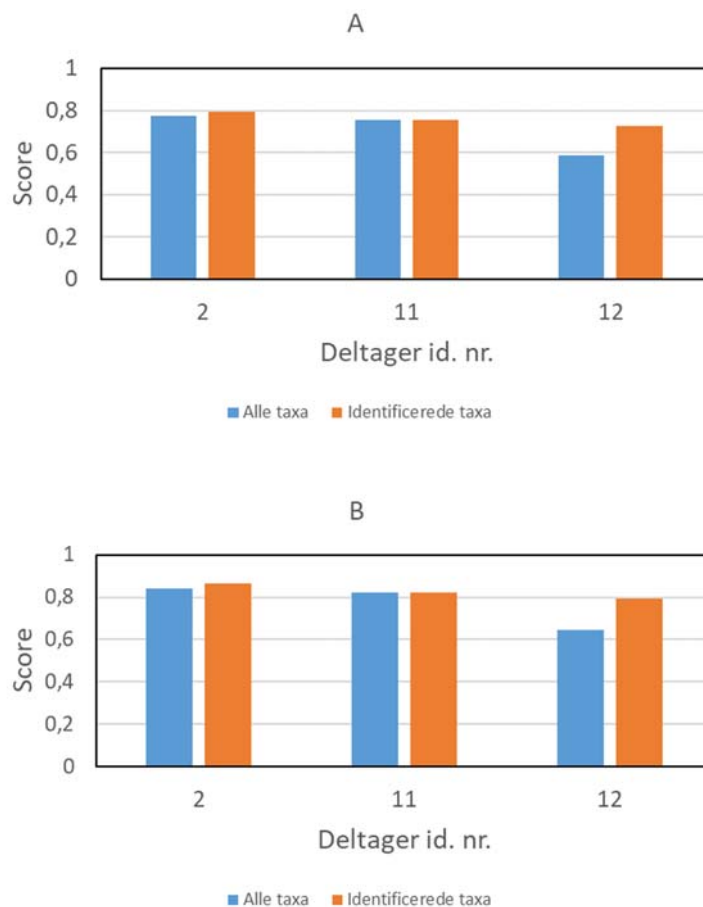 A
1
0,8
0,6
0,4
0,2
0
Score
2 11 12
Deltager id. nr.
Alle taxa Identificerede taxa
B
1
0,8
0,6
0,4
0,2
0
Score
2 11 12
Deltager id. nr.
Alle taxa Identificerede taxa